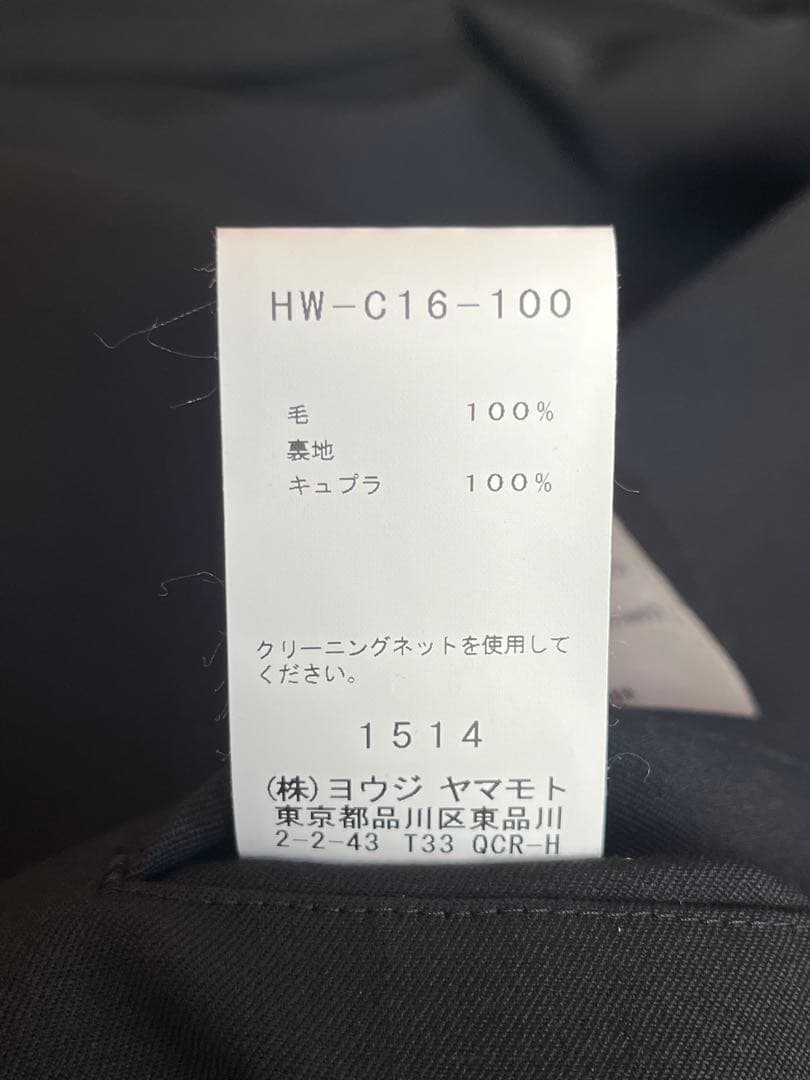 HW-C16-100
毛 100%
裏地
キュプラ 100%
クリーニングネットを使用して
ください。
1514
(株)ヨウジ ヤマモト
東京都品川区東品川
2-2-43 T33 QCR-H